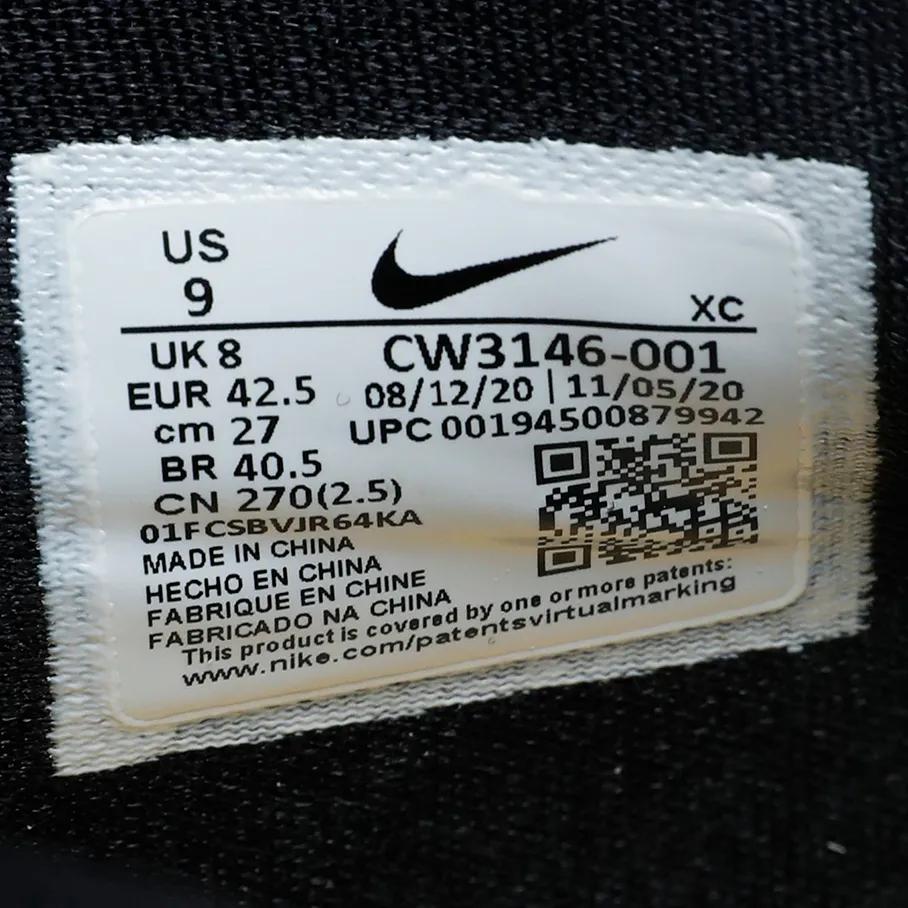 US
9
XC
UK 8
CW3146-001
EUR 42.5
08/12/20 | 11/05/20
cm 27
UPC 00194500879942
BR 40.5
CN 270(2.5)
01FCSBVJR64KA
MADE IN CHINA
HECHO EN CHINA
FABRIQUE EN CHINE
FABRICADO NA CHINA
This product is covered by one or more patents:
www.nike.com/patentsvirtualmarking